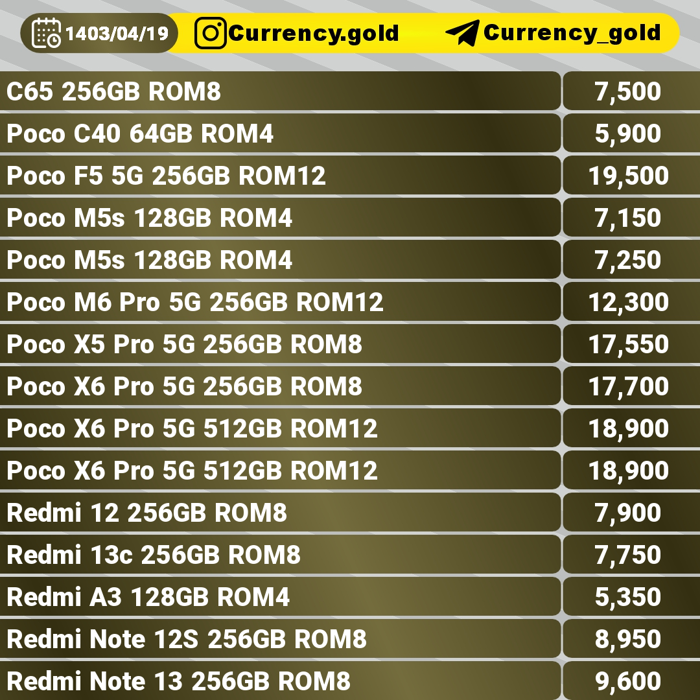 1403/04/19 Currency.gold Currency_gold
C65 256GB ROM8 7,500
Poco C40 64GB ROM4 5,900
Poco F5 5G 256GB ROM12 19,500
Poco M5s 128GB ROM4 7,150
Poco M5s 128GB ROM4 7,250
Poco M6 Pro 5G 256GB ROM12 12,300
Poco X5 Pro 5G 256GB ROM8 17,550
Poco X6 Pro 5G 256GB ROM8 17,700
Poco X6 Pro 5G 512GB ROM12 18,900
Poco X6 Pro 5G 512GB ROM12 18,900
Redmi 12 256GB ROM8 7,900
Redmi 13c 256GB ROM8 7,750
Redmi A3 128GB ROM4 5,350
Redmi Note 12S 256GB ROM8 8,950
Redmi Note 13 256GB ROM8 9,600